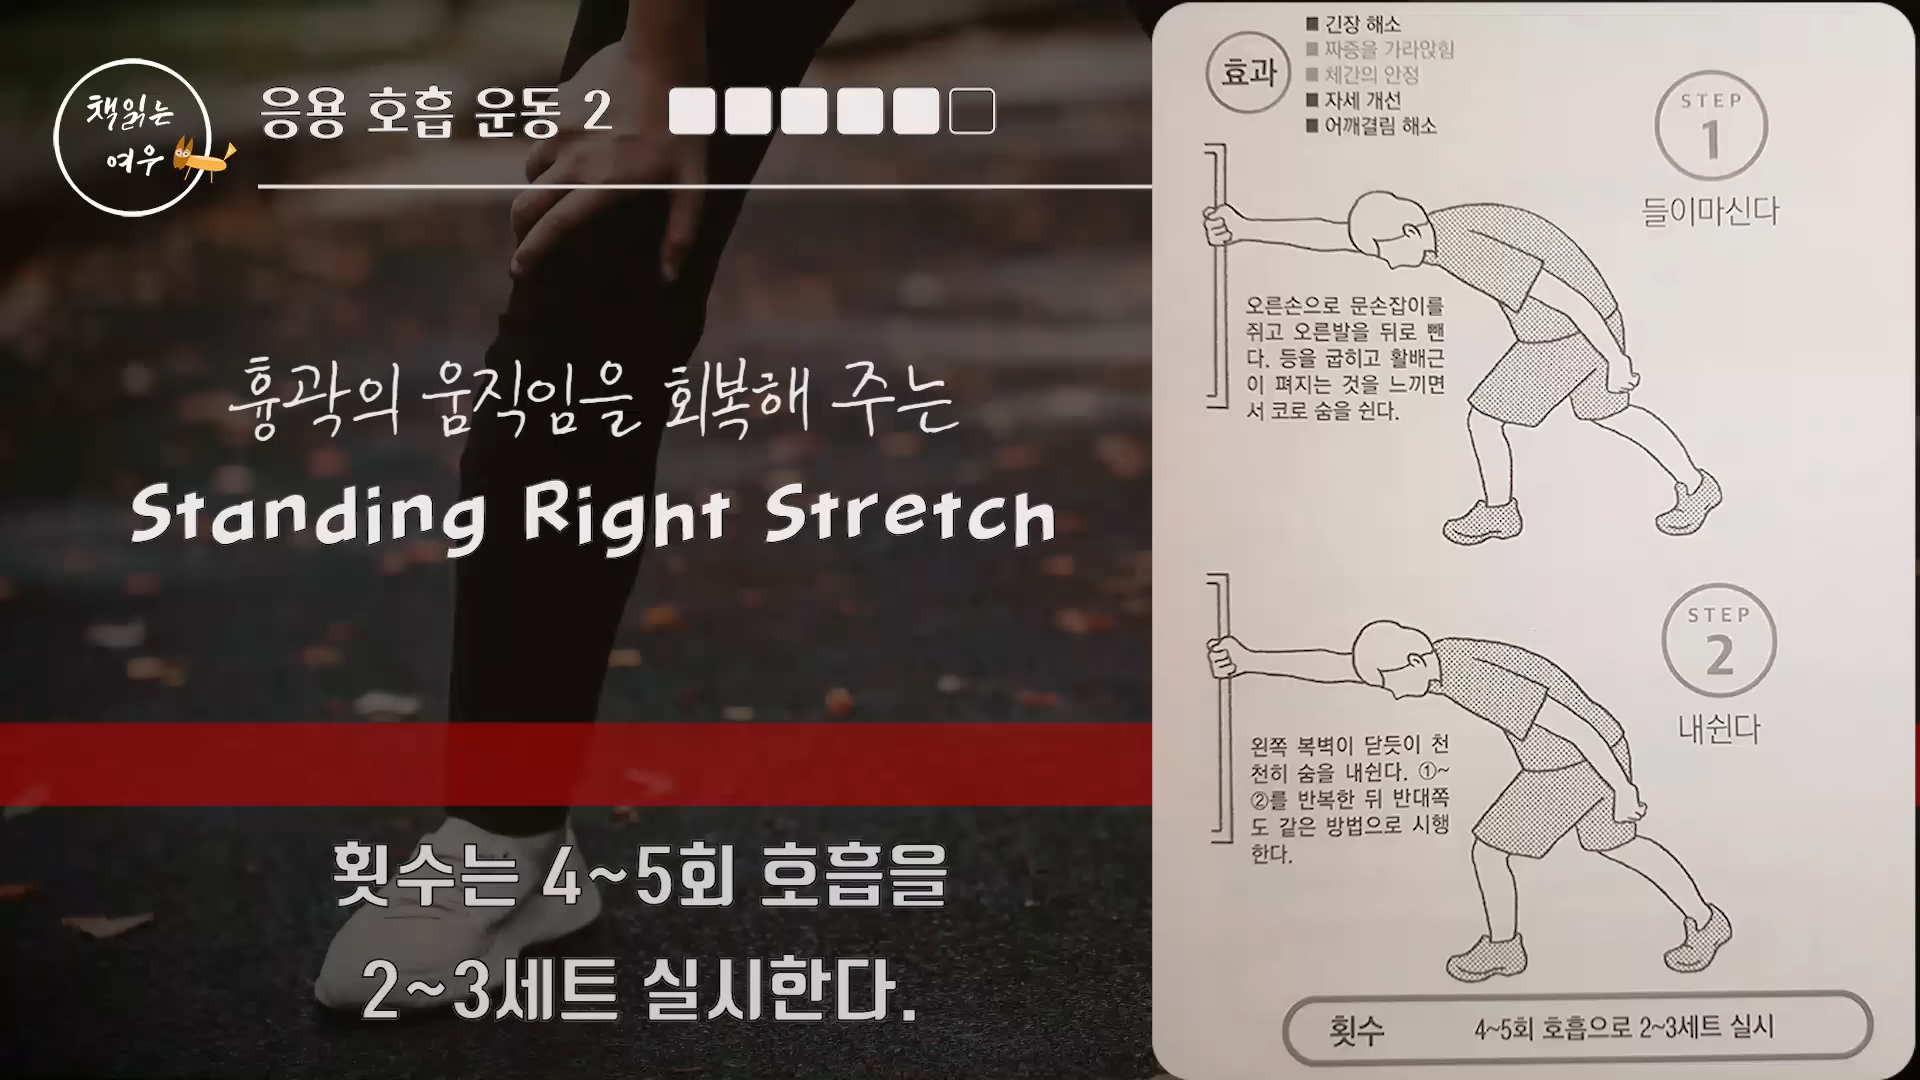 책읽는
여우
응용 호흡 운동 2
흉곽의 움직임을 회복해 주는
Standing Right Stretch
횟수는 4~5회 호흡을
2~3세트 실시한다.
효과
■ 긴장 해소
■ 짜증을 가라앉힘
■ 체간의 안정
■ 자세 개선
■ 어깨결림 해소
STEP
1
들이마신다
오른손으로 문손잡이를
쥐고 오른발을 뒤로 뺀
다. 등을 굽히고 활배근
이 펴지는 것을 느끼면
서 코로 숨을 쉰다.
STEP
2
내쉰다
왼쪽 복벽이 닫듯이 천
천히 숨을 내쉰다. ①~
②를 반복한 뒤 반대쪽
도 같은 방법으로 시행
한다.
횟수 4~5회 호흡으로 2~3세트 실시